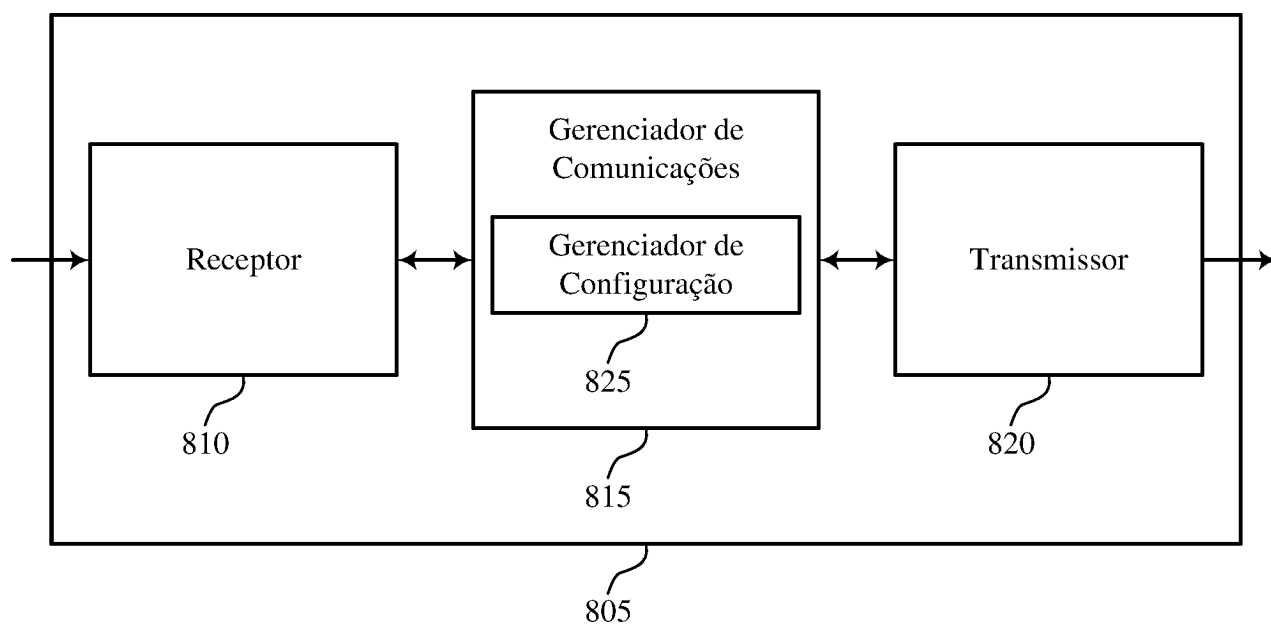 Gerenciador de
Comunicações
Receptor
Gerenciador de
Configuração
Transmissor
825
810
820
815
805